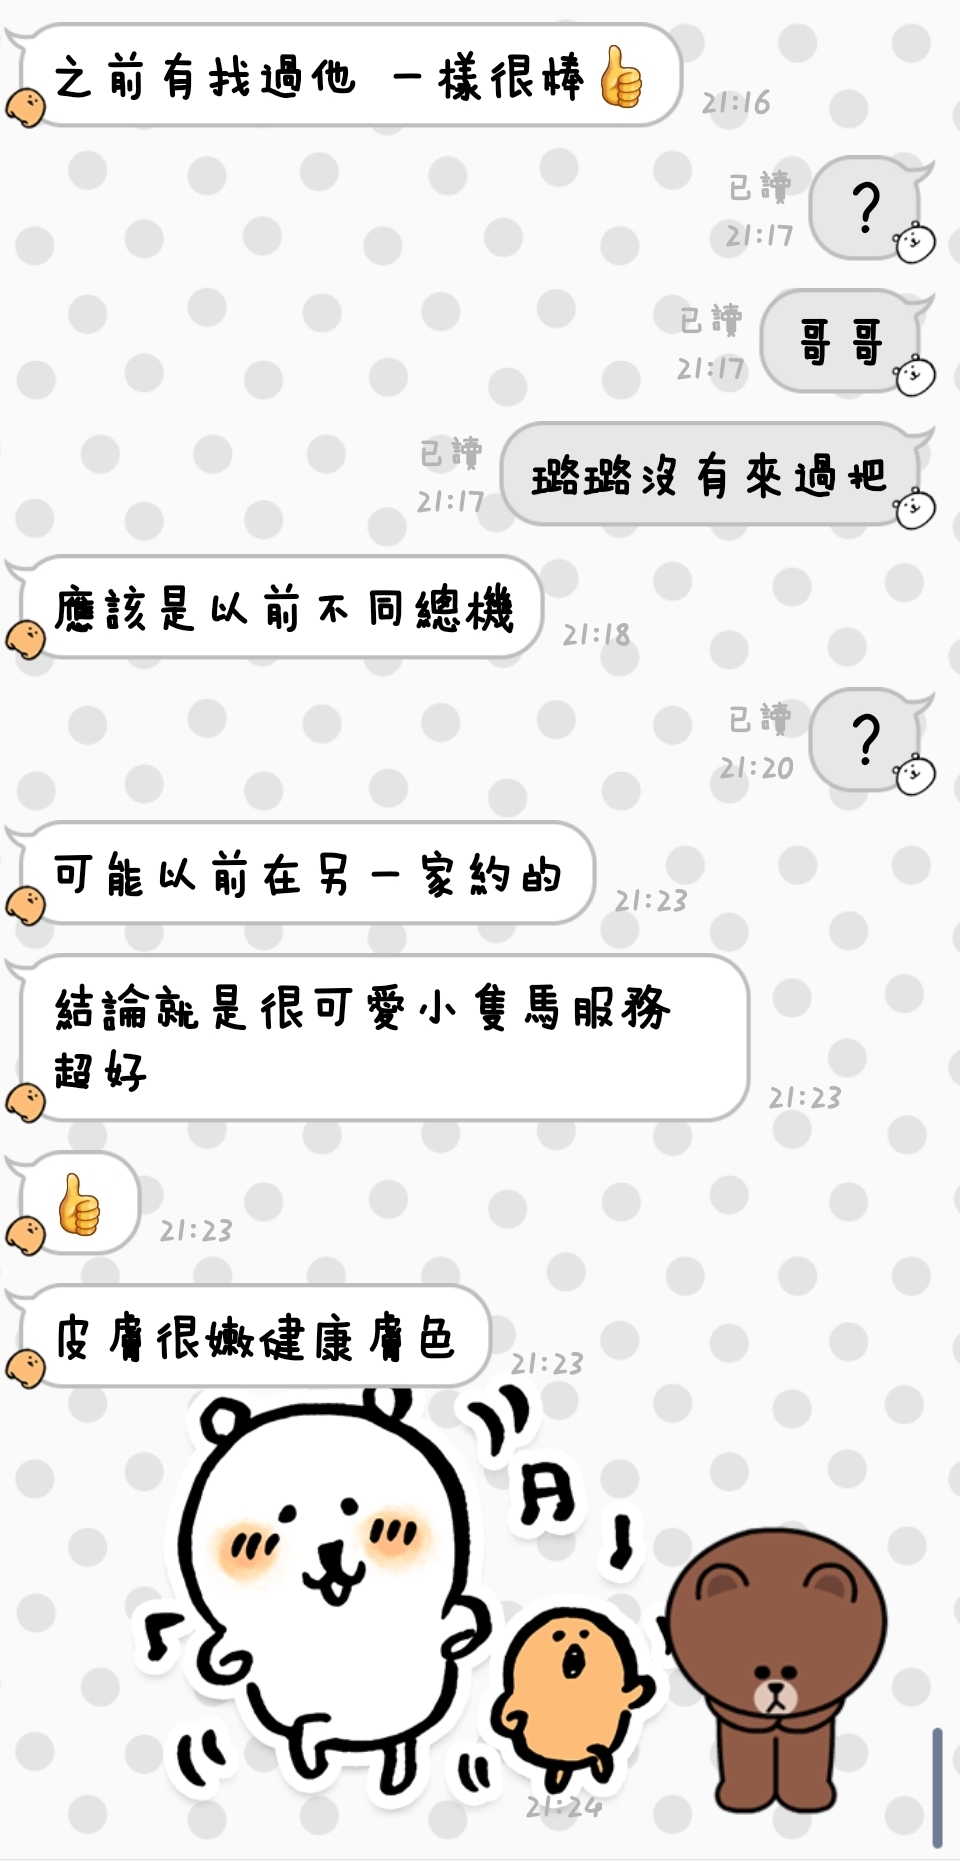 之前有找過他 一樣很棒👍
21:16
已讀
21:17
?
已讀
21:17
哥哥
已讀
21:17
璐璐沒有來過把
應該是以前不同總機
21:18
已讀
21:20
?
可能以前在另一家約的
21:23
結論就是很可愛小隻馬服務
超好
21:23
👍
21:23
皮膚很嫩健康膚色
21:23
21:24